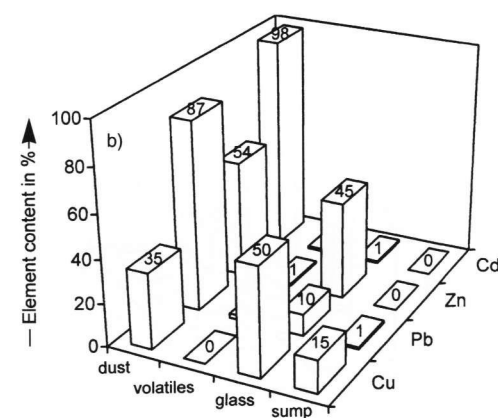 98
100
87
b)
80
54
Element content in %
60
45
50
1
1
0
Cd
40
35
10
0
Zn
20
0
15
1
Pb
0
Cu
dust
volatiles
glass
sump